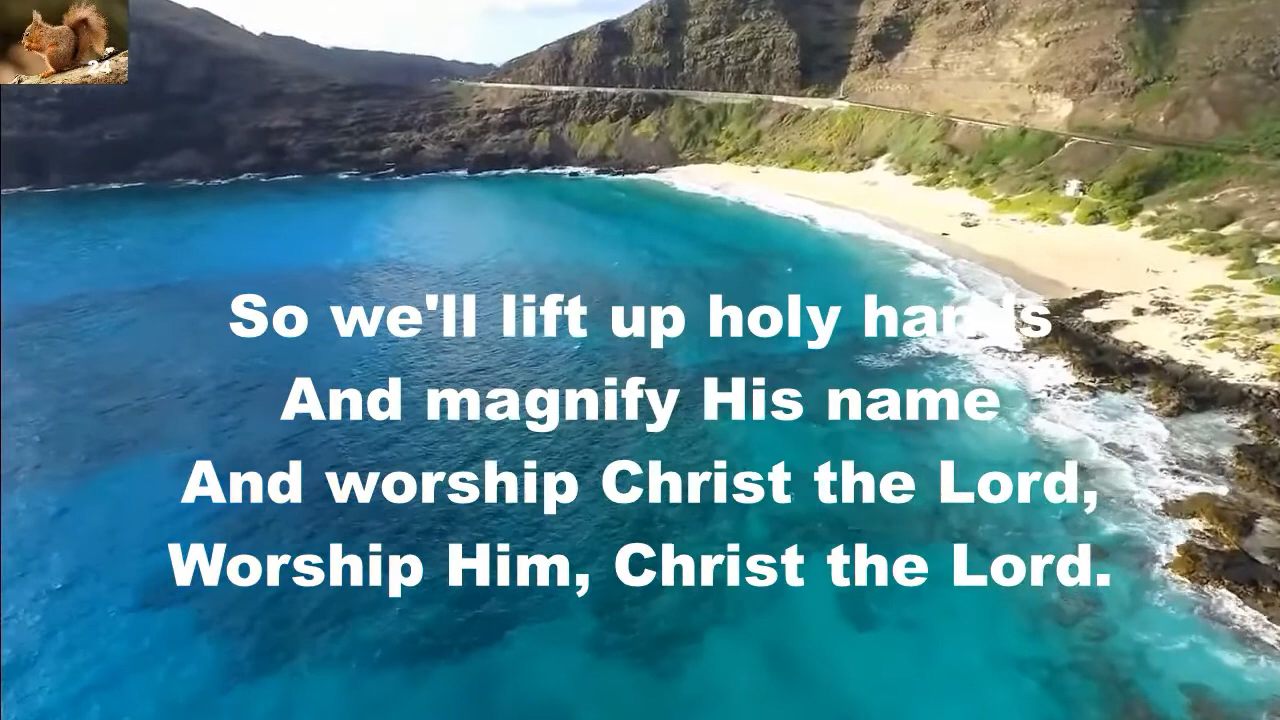 24
So we'll lift up holy hands
And magnify His name
And worship Christ the Lord,
Worship Him, Christ the Lord.